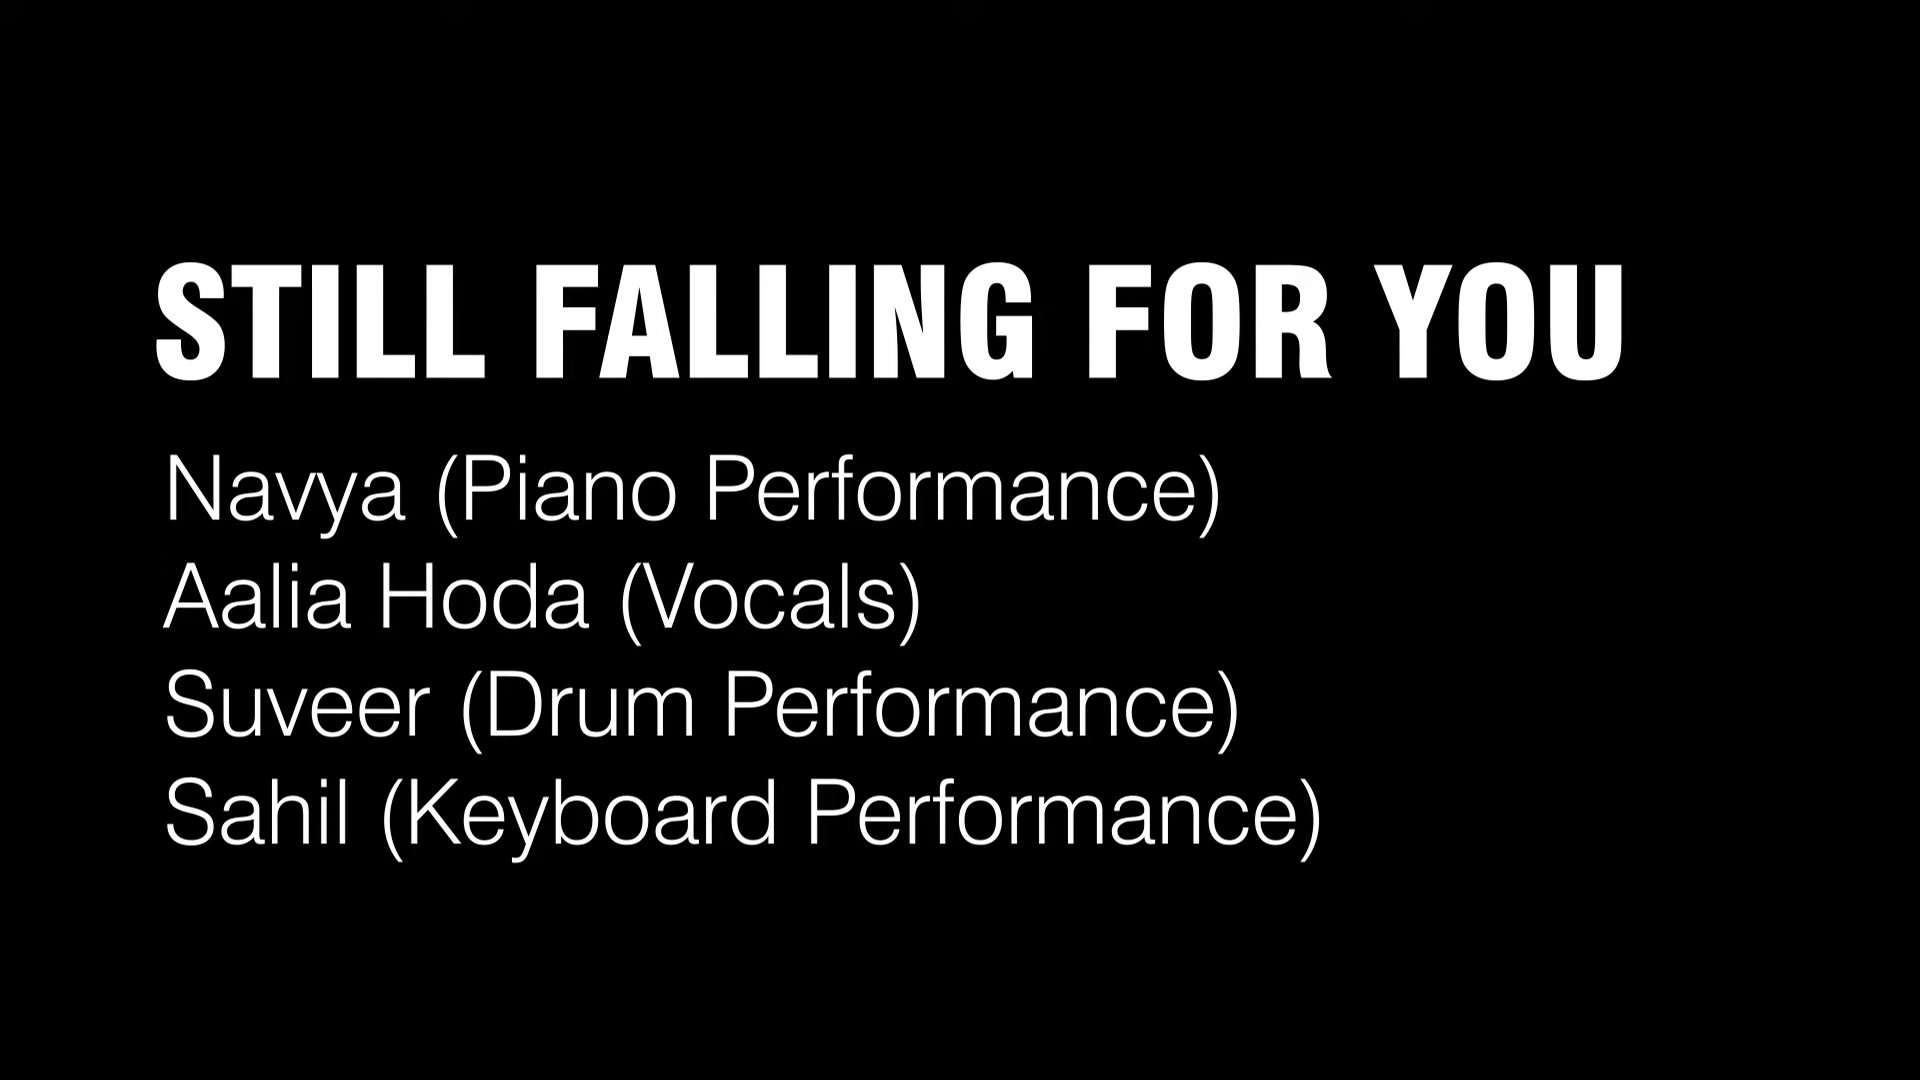 STILL FALLING FOR YOU
Navya (Piano Performance)
Aalia Hoda (Vocals)
Suveer (Drum Performance)
Sahil (Keyboard Performance)